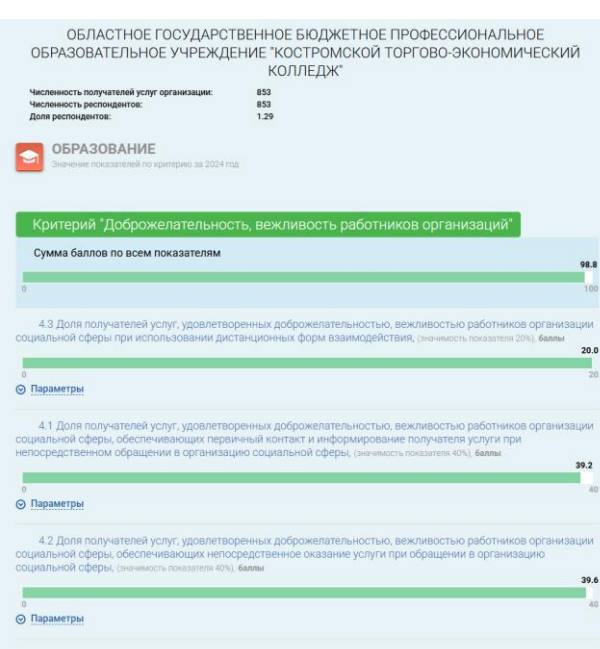 ОБЛАСТНОЕ ГОСУДАРСТВЕННОЕ БЮДЖЕТНОЕ ПРОФЕССИОНАЛЬНОЕ
ОБРАЗОВАТЕЛЬНОЕ УЧРЕЖДЕНИЕ "КОСТРОМСКОЙ ТОРГОВО-ЭКОНОМИЧЕСКИЙ
КОЛЛЕДЖ"
Численность получателей услуг организации: 853
Численность респондентов: 853
Доля респондентов: 1.29
ОБРАЗОВАНИЕ
Значение показателей по критерию за 2024 год
Критерий "Доброжелательность, вежливость работников организаций"
Сумма баллов по всем показателям
98.8
0 100
4.3 Доля получателей услуг, удовлетворенных доброжелательностью, вежливостью работников организации
социальной сферы при использовании дистанционных форм взаимодействия, (значимость показателя 20%), баллы
20.0
0 20
Параметры
4.1 Доля получателей услуг, удовлетворенных доброжелательностью, вежливостью работников организации
социальной сферы, обеспечивающих первичный контакт и информирование получателя услуги при
непосредственном обращении в организацию социальной сферы, (значимость показателя 40%), баллы
39.2
0 40
Параметры
4.2 Доля получателей услуг, удовлетворенных доброжелательностью, вежливостью работников организации
социальной сферы, обеспечивающих непосредственное оказание услуги при обращении в организацию
социальной сферы, (значимость показателя 40%), баллы
39.6
0 40
Параметры